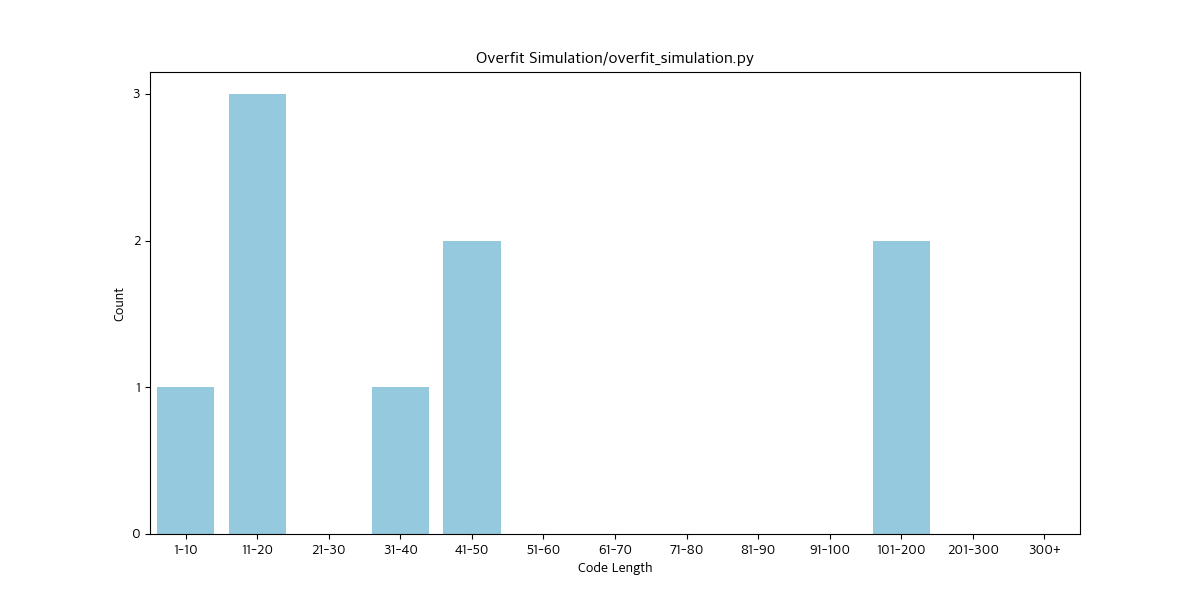 Overfit Simulation/overfit_simulation.py
3
2
1
0
Count
1-10 11-20 21-30 31-40 41-50 51-60 61-70 71-80 81-90 91-100 101-200 201-300 300+
Code Length